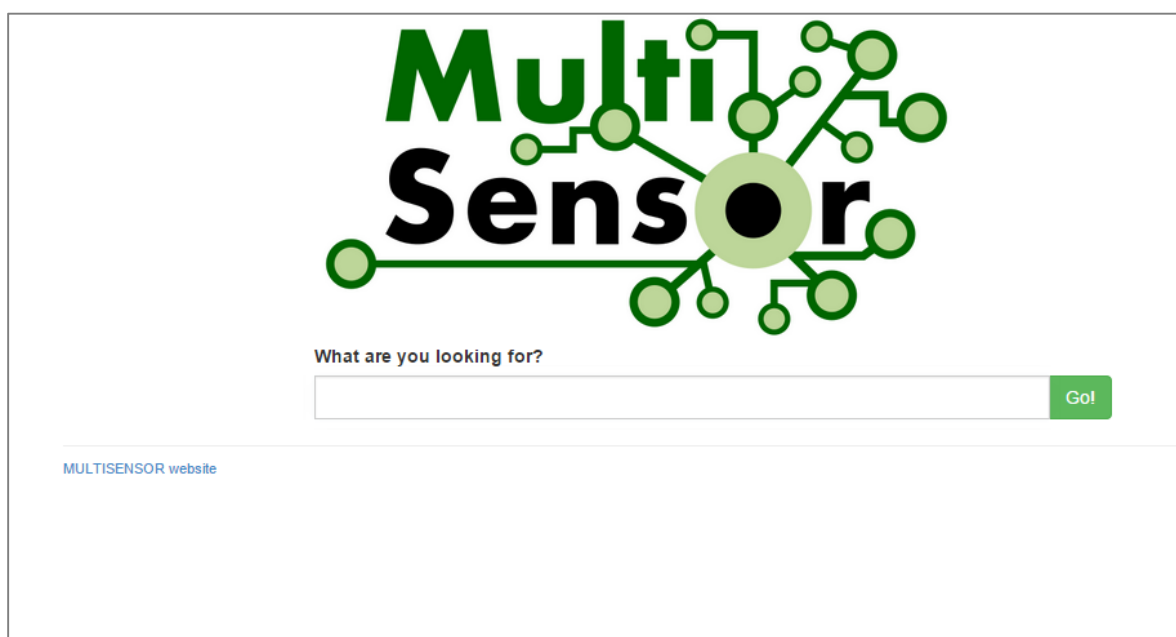 Multi
Sensor
What are you looking for?
Go!
MULTISENSOR website